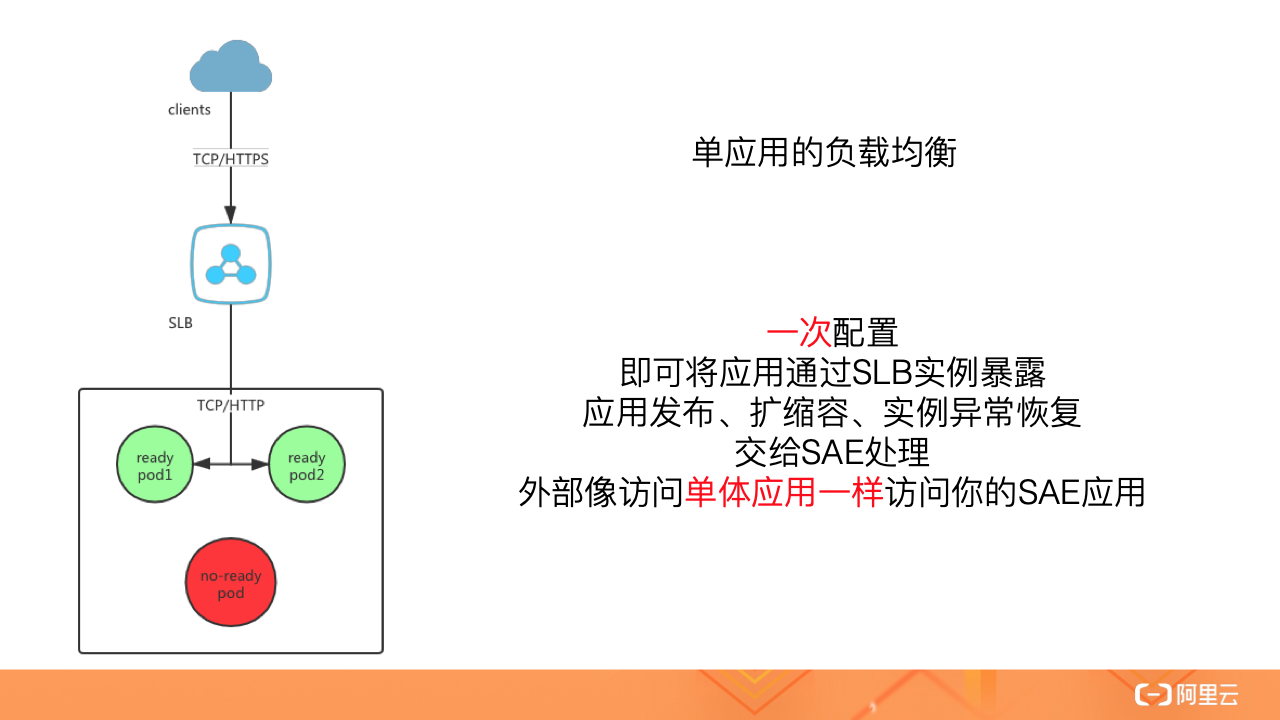 clients
TCP/HTTPS
SLB
TCP/HTTP
ready
pod1
ready
pod2
no-ready
pod
单应用的负载均衡
一次配置
即可将应用通过SLB实例暴露
应用发布、扩缩容、实例异常恢复
交给SAE处理
外部像访问单体应用一样访问你的SAE应用
阿里云